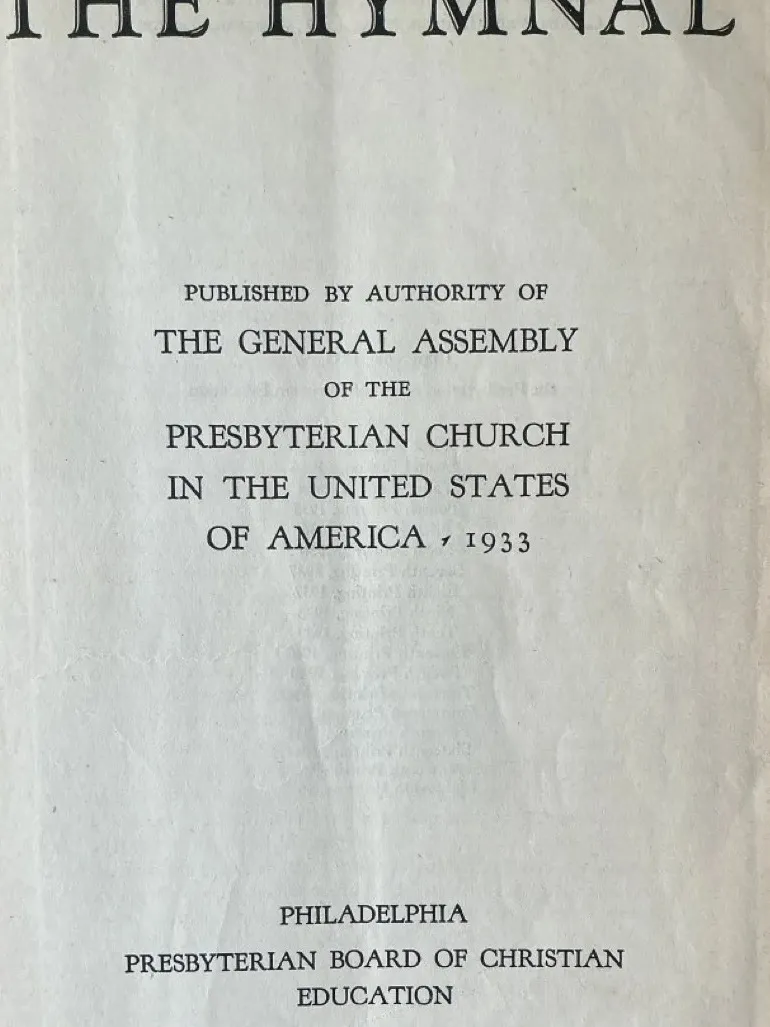 THE HYMNAL
PUBLISHED BY AUTHORITY OF
THE GENERAL ASSEMBLY
OF THE
PRESBYTERIAN CHURCH
IN THE UNITED STATES
OF AMERICA , 1933
PHILADELPHIA
PRESBYTERIAN BOARD OF CHRISTIAN
EDUCATION